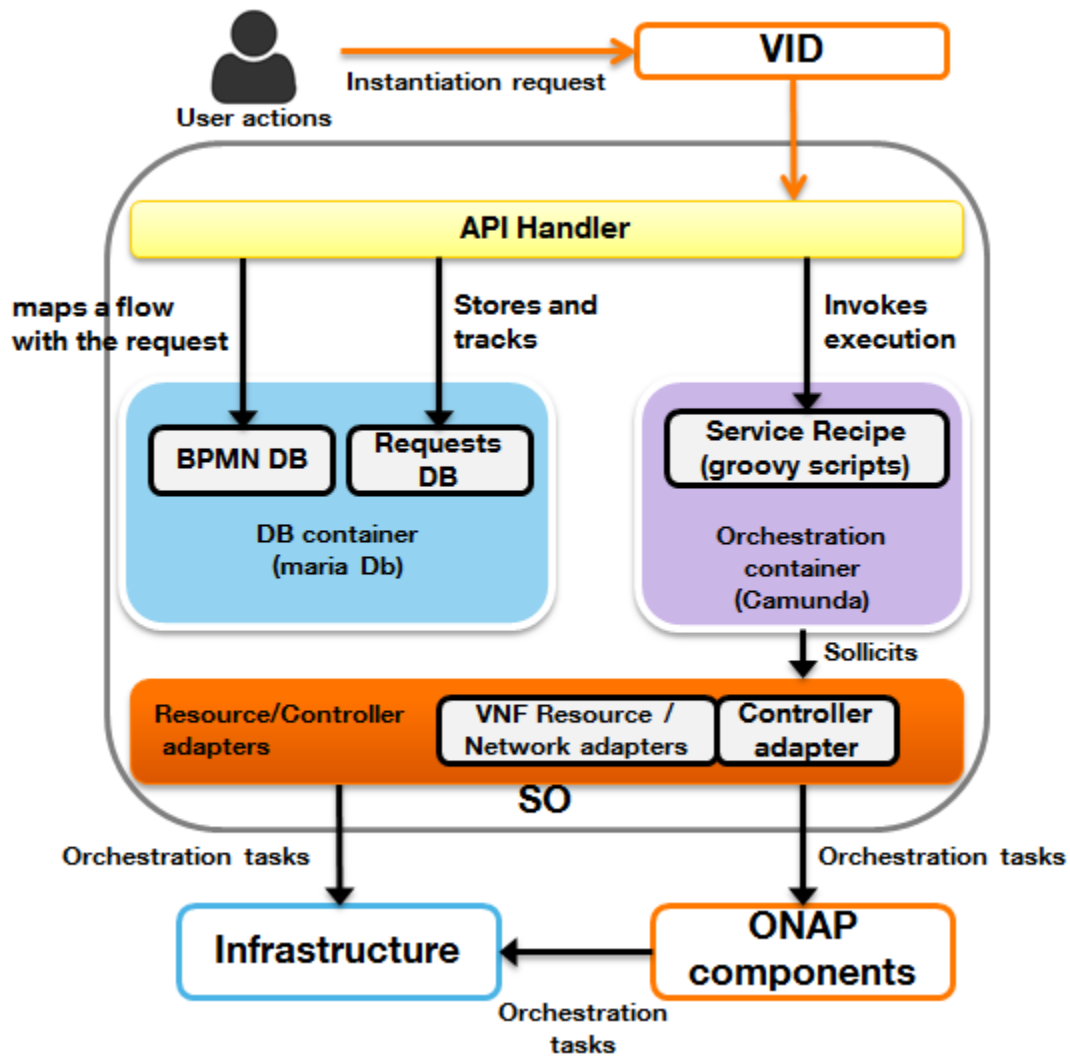 VID
Instantiation request
User actions
API Handler
maps a flow
with the request
Stores and
tracks
Invokes
execution
BPMN DB
Requests
DB
Service Recipe
(groovy scripts)
DB container
(maria Db)
Orchestration
container
(Camunda)
Sollicits
Resource/Controller
adapters
VNF Resource /
Network adapters
Controller
adapter
SO
Orchestration tasks
Orchestration tasks
Infrastructure
ONAP
components
Orchestration
tasks